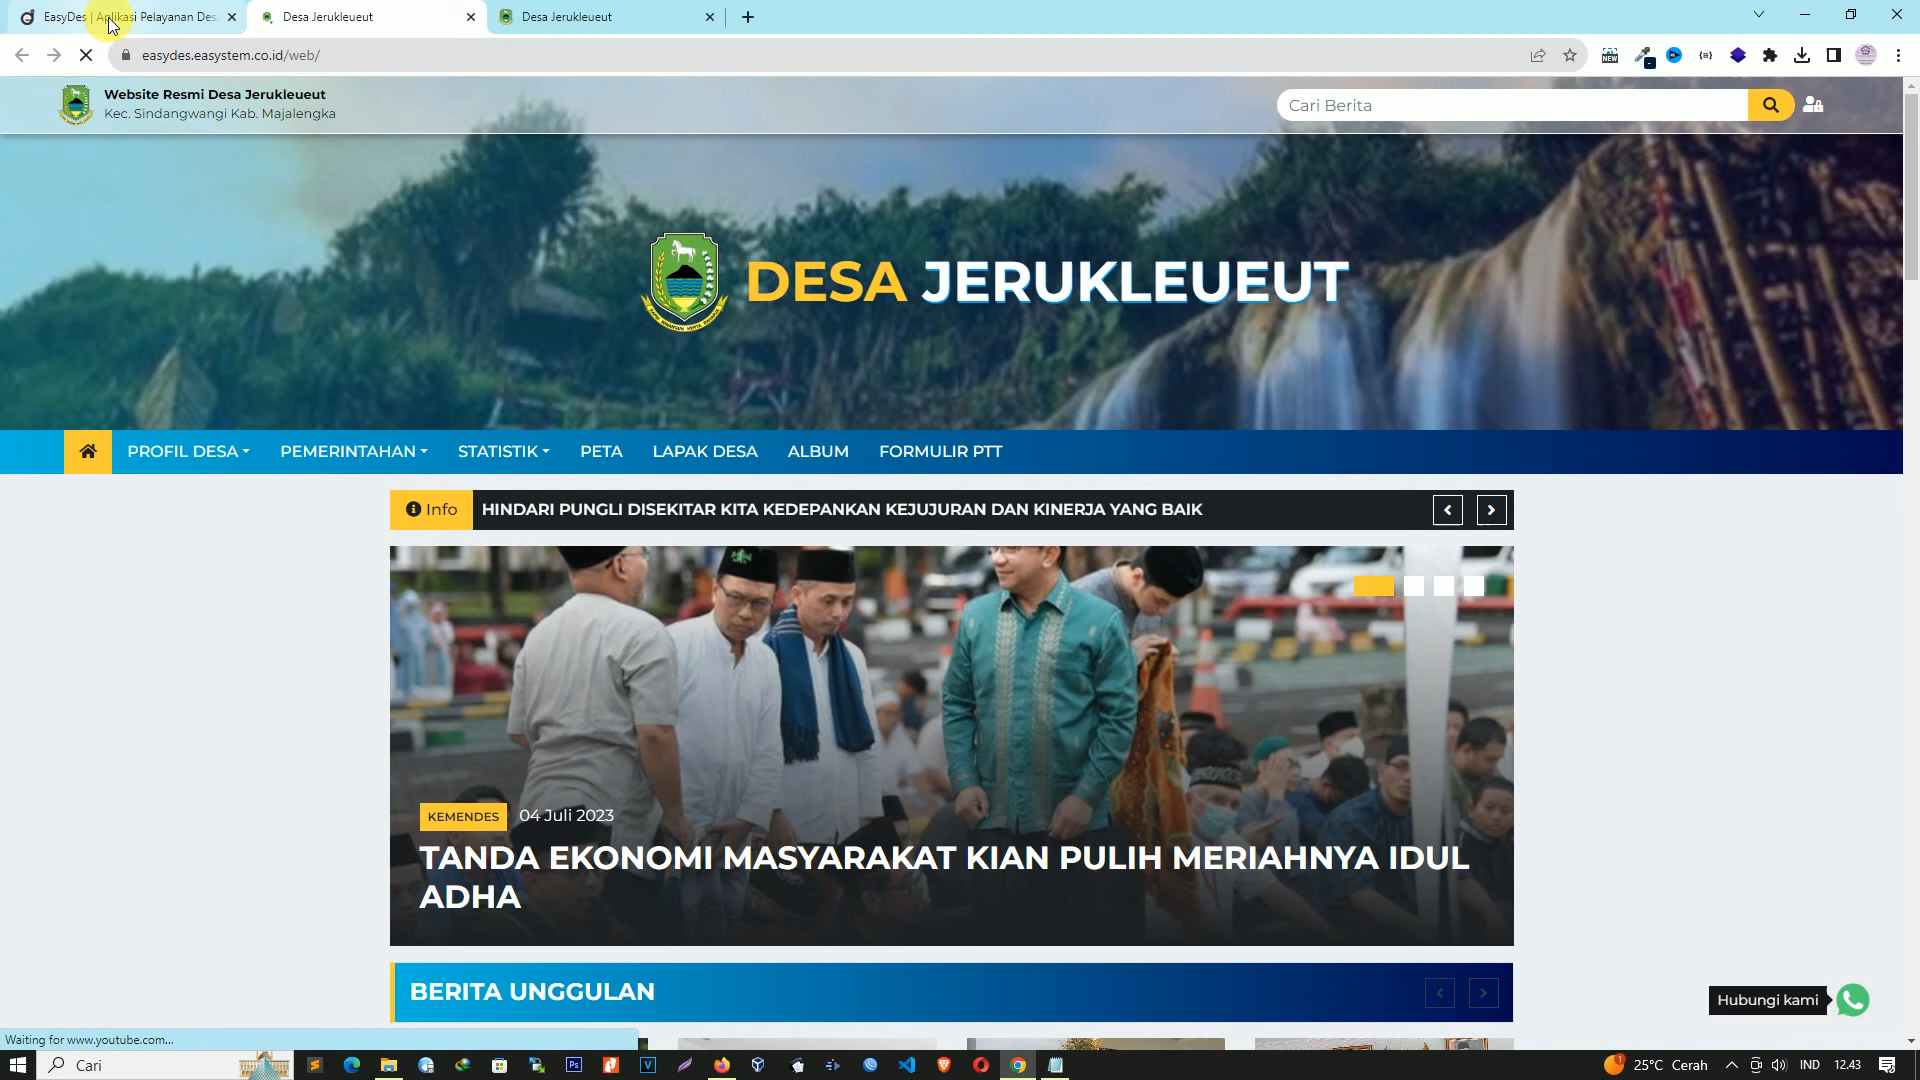 EasyDes | Aplikasi Pelayanan Des
Desa Jerukleueut
Desa Jerukleueut
easydes.easystem.co.id/web/
NEW
Website Resmi Desa Jerukleueut
Kec. Sindangwangi Kab. Majalengka
Cari Berita
DESA JERUKLEUEUT
PROFIL DESA
PEMERINTAHAN
STATISTIK
PETA
LAPAK DESA
ALBUM
FORMULIR PTT
Info
HINDARI PUNGLI DISEKITAR KITA KEDEPANKAN KEJUJURAN DAN KINERJA YANG BAIK
KEMENDES
04 Juli 2023
TANDA EKONOMI MASYARAKAT KIAN PULIH MERIAHNYA IDUL
ADHA
BERITA UNGGULAN
Hubungi kami
Waiting for www.youtube.com...
Cari
Ps
V
1
25°C Cerah
IND
12.43